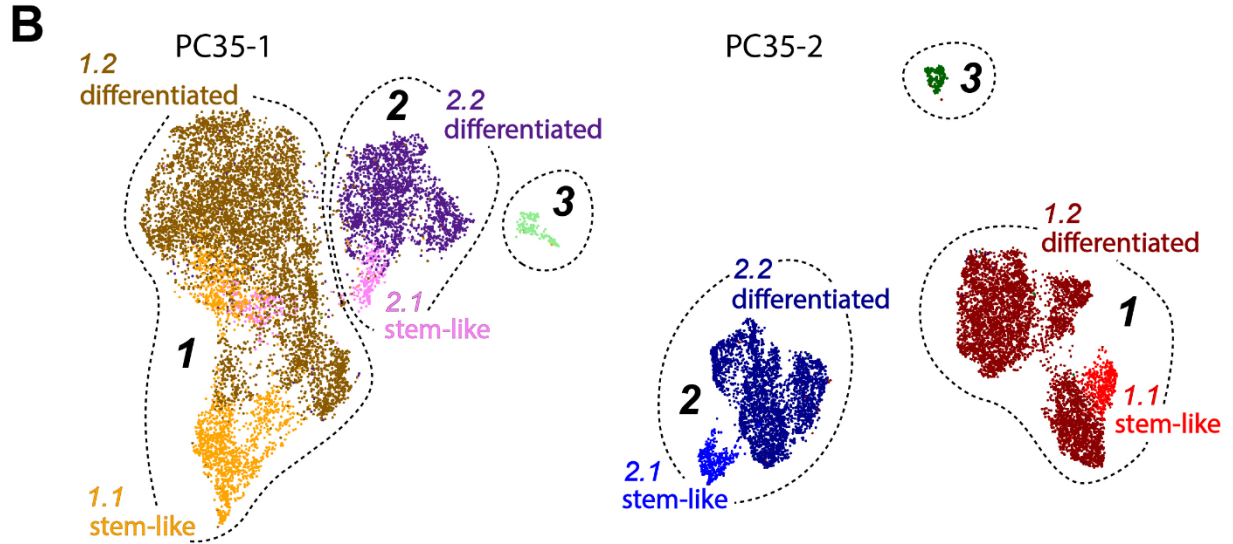 B
PC35-1
1.2
differentiated
2
2.2
differentiated
3
2.1
stem-like
1
1.1
stem-like
PC35-2
3
1.2
differentiated
1
1.1
stem-like
2.2
differentiated
2
2.1
stem-like